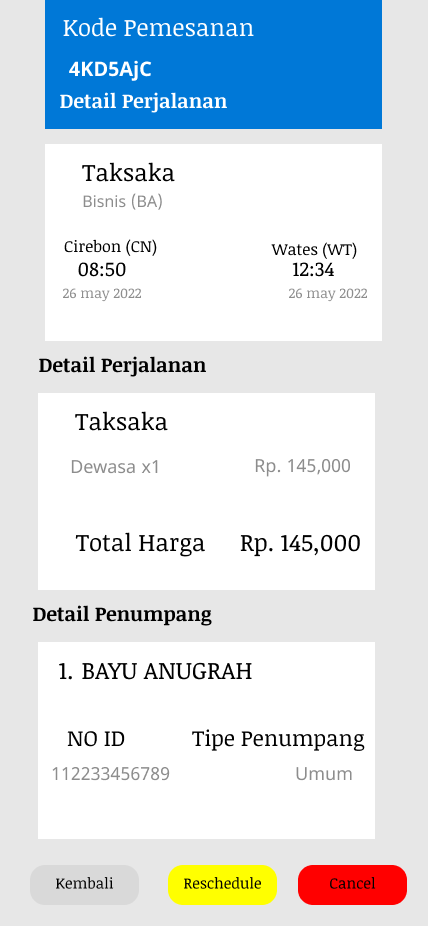 Kode Pemesanan
4KD5AjC
Detail Perjalanan
Taksaka
Bisnis (BA)
Cirebon (CN) Wates (WT)
08:50 12:34
26 may 2022 26 may 2022
Detail Perjalanan
Taksaka
Dewasa x1 Rp. 145,000
Total Harga Rp. 145,000
Detail Penumpang
1. BAYU ANUGRAH
NO ID Tipe Penumpang
112233456789 Umum
Kembali Reschedule Cancel